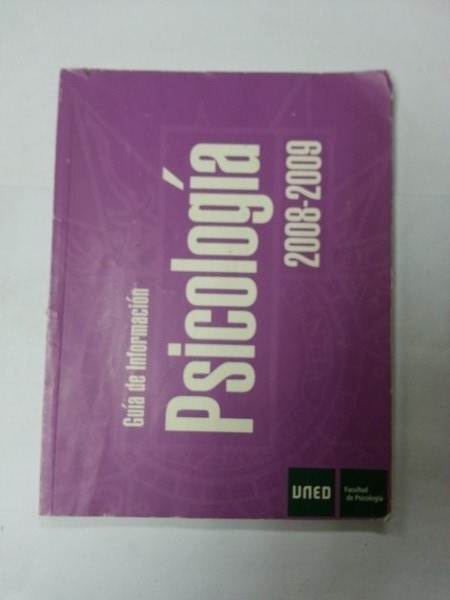 Guía de Información
Psicología
2008-2009
UNED
Facultad
de Psicología